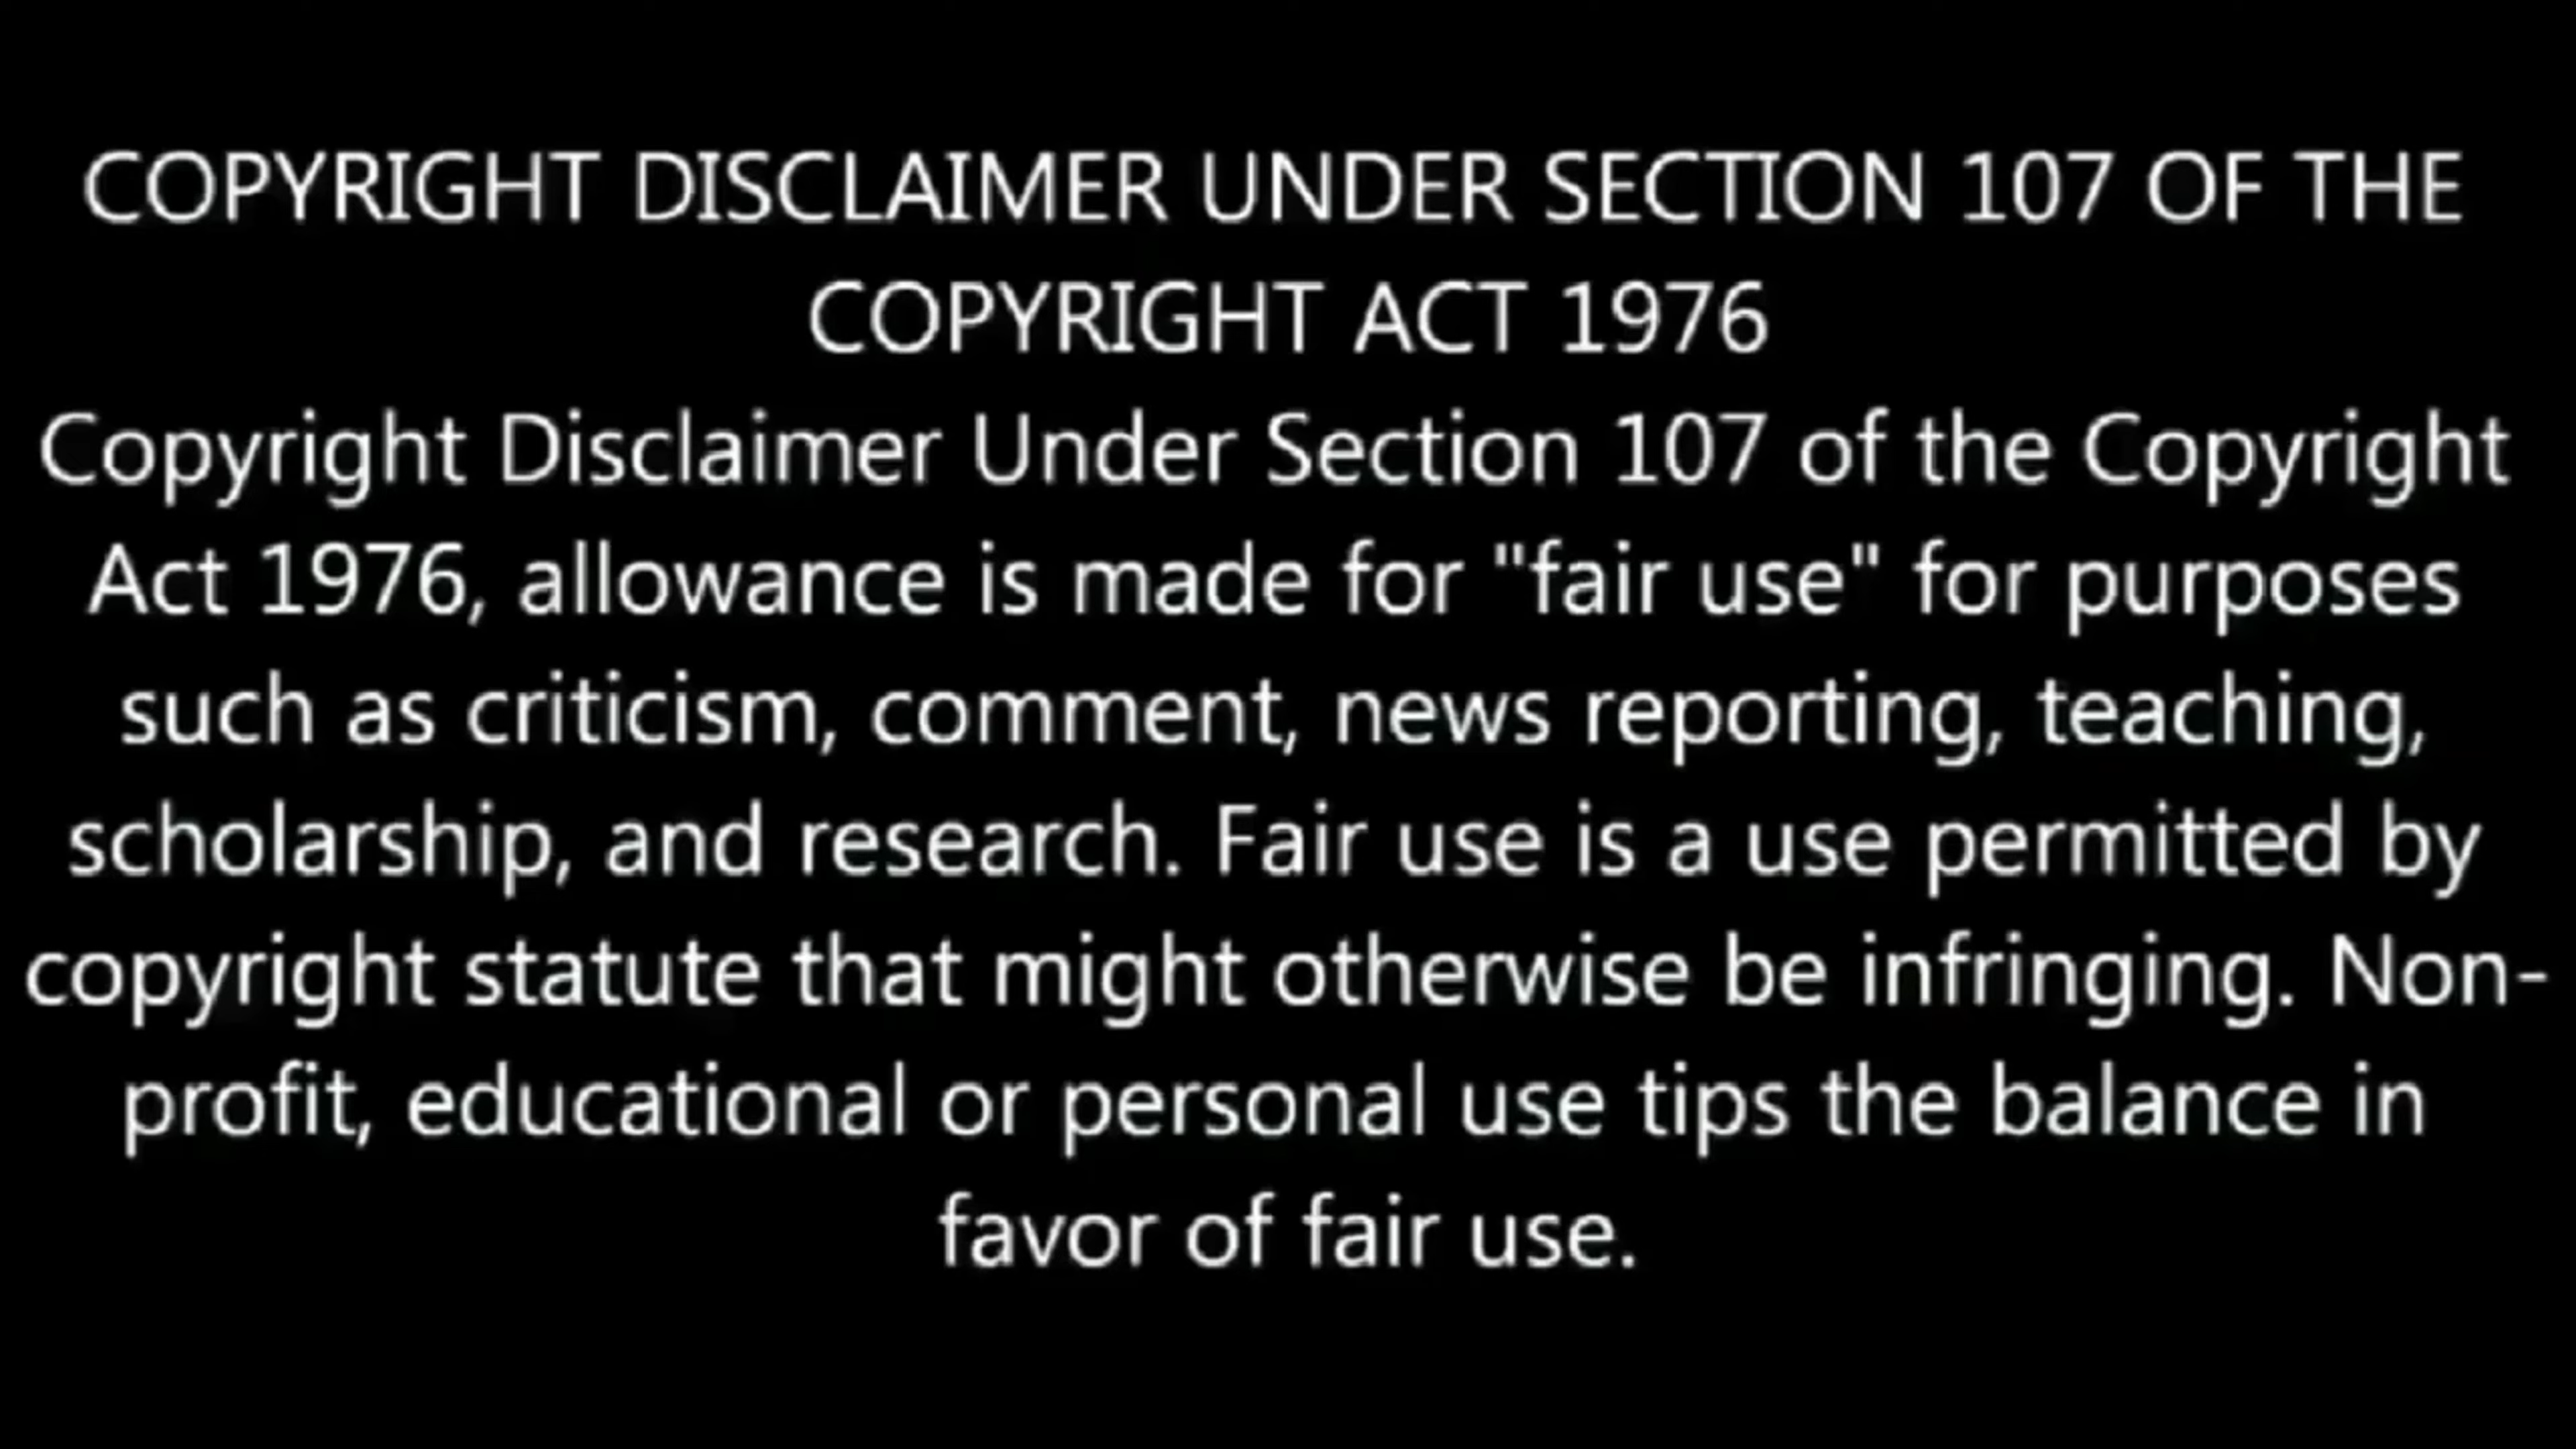 COPYRIGHT DISCLAIMER UNDER SECTION 107 OF THE
COPYRIGHT ACT 1976
Copyright Disclaimer Under Section 107 of the Copyright
Act 1976, allowance is made for "fair use" for purposes
such as criticism, comment, news reporting, teaching,
scholarship, and research. Fair use is a use permitted by
copyright statute that might otherwise be infringing. Non-
profit, educational or personal use tips the balance in
favor of fair use.